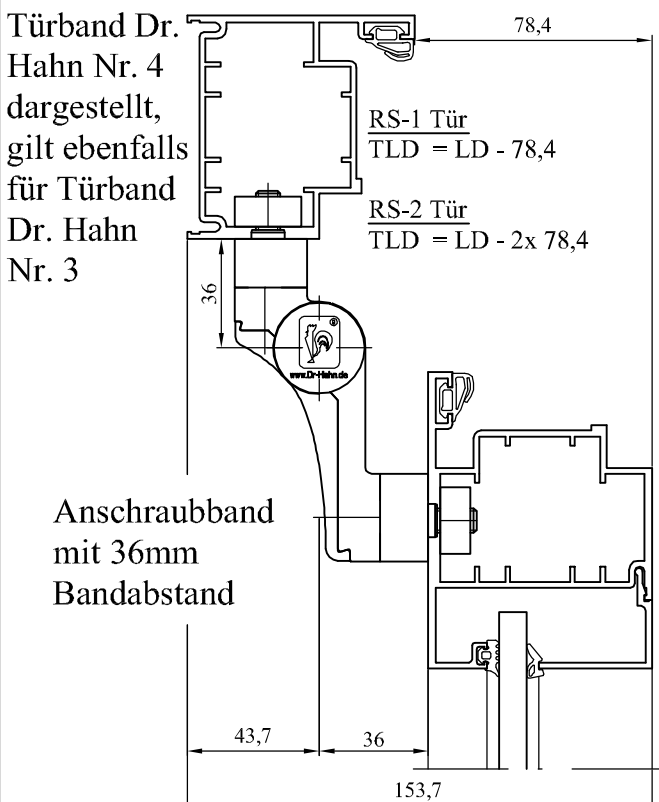 Türband Dr.
Hahn Nr. 4
dargestellt,
gilt ebenfalls
für Türband
Dr. Hahn
Nr. 3
78,4
RS-1 Tür
TLD = LD - 78,4
RS-2 Tür
TLD = LD - 2x 78,4
36
®
www.Dr-Hahn.de
Anschraubband
mit 36mm
Bandabstand
43,7
36
153,7